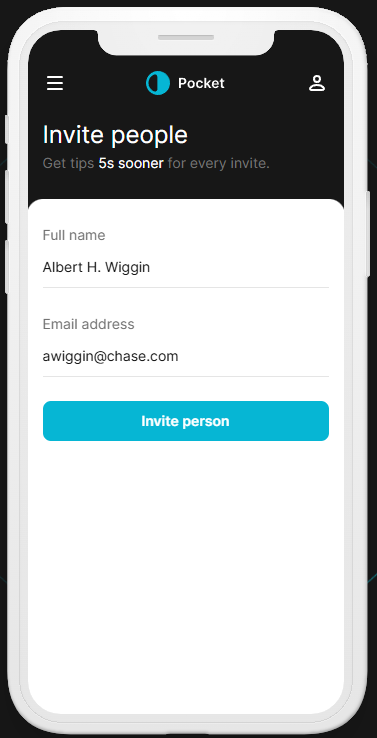 Pocket
Invite people
Get tips 5s sooner for every invite.
Full name
Albert H. Wiggin
Email address
awiggin@chase.com
Invite person